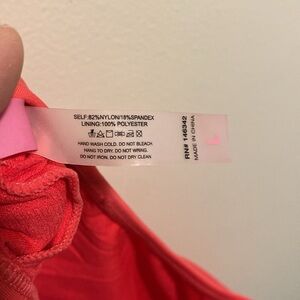 SELF:82%NYLON/18%SPANDEX
LINING:100% POLYESTER
HAND WASH COLD. DO NOT BLEACH.
HANG TO DRY. DO NOT WRING.
DO NOT IRON. DO NOT DRY CLEAN
RN# 146342
MADE IN CHINA
L